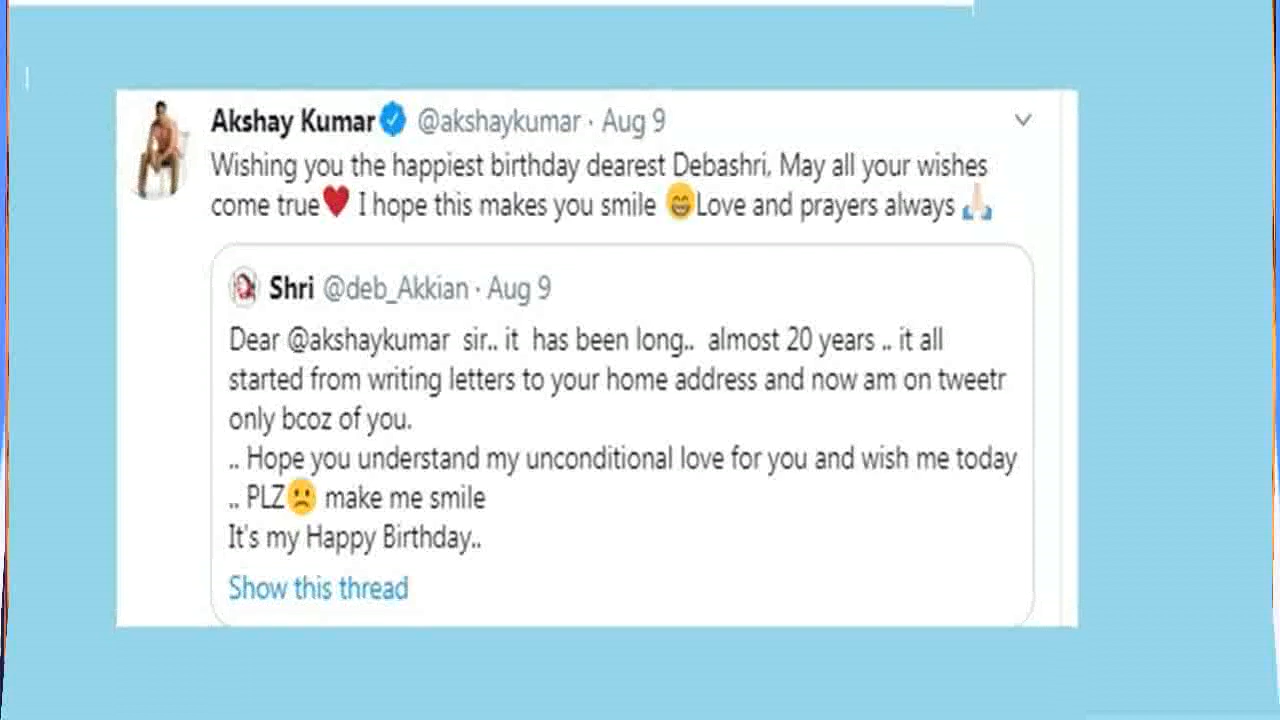 Akshay Kumar @akshaykumar · Aug 9
Wishing you the happiest birthday dearest Debashri, May all your wishes
come true❤️ I hope this makes you smile 😁Love and prayers always 🙏🏻
Shri @deb_Akkian · Aug 9
Dear @akshaykumar sir.. it has been long.. almost 20 years .. it all
started from writing letters to your home address and now am on tweetr
only bcoz of you.
.. Hope you understand my unconditional love for you and wish me today
.. PLZ🙁 make me smile
It's my Happy Birthday..
Show this thread